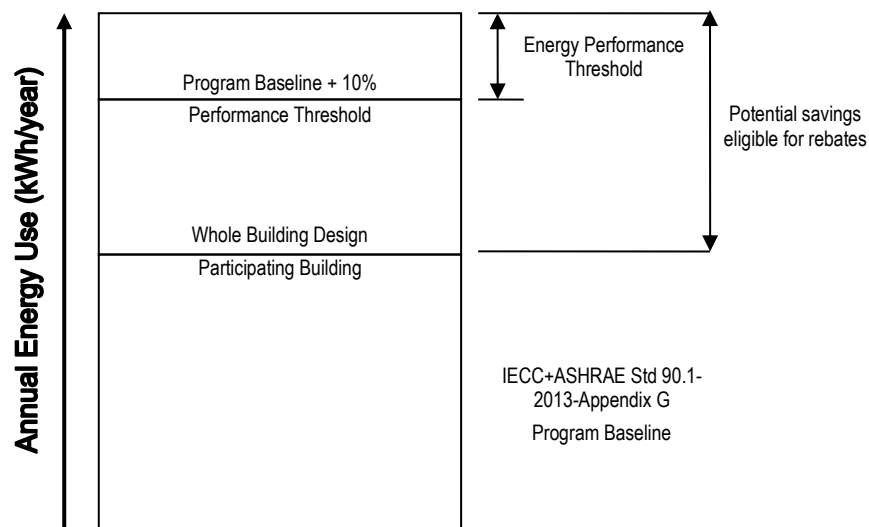 Annual Energy Use (kWh/year)
Program Baseline + 10%
Performance Threshold
Whole Building Design
Participating Building
Energy Performance
Threshold
Potential savings
eligible for rebates
IECC+ASHRAE Std 90.1-
2013-Appendix G
Program Baseline